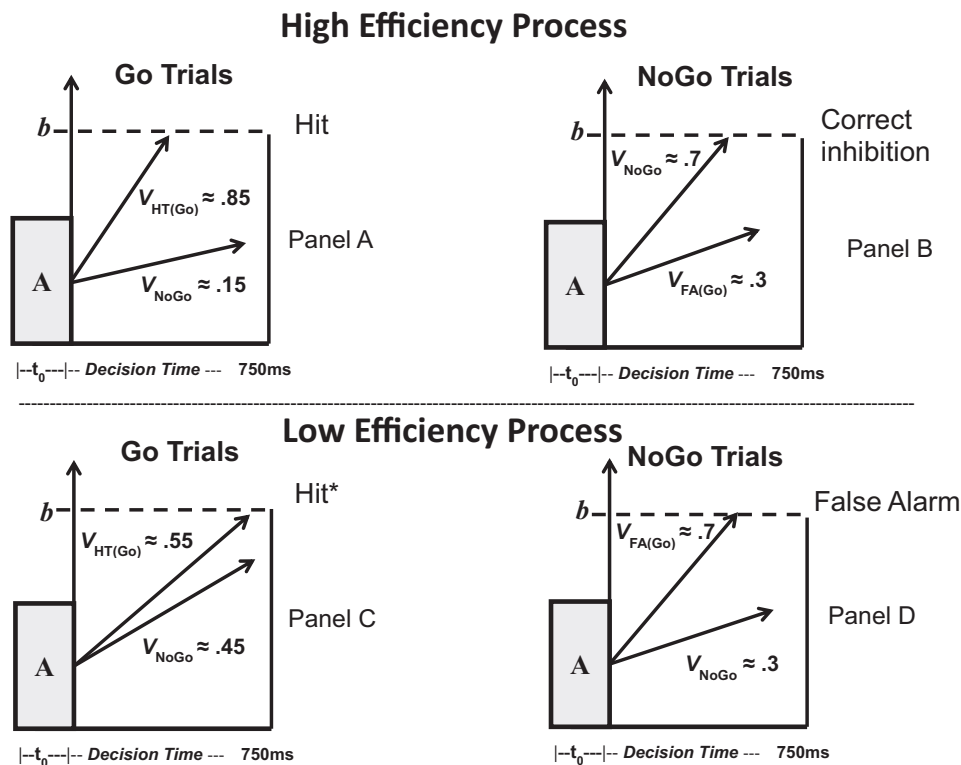 High Efficiency Process
Go Trials
NoGo Trials
b
Hit
b
Correct
inhibition
V_HT(Go) ≈ .85
V_NoGo ≈ .7
Panel A
Panel B
A
V_NoGo ≈ .15
A
V_FA(Go) ≈ .3
|--t₀---|-- Decision Time --- 750ms
|--t₀---|-- Decision Time --- 750ms
Low Efficiency Process
Go Trials
NoGo Trials
b
Hit*
b
False Alarm
V_HT(Go) ≈ .55
V_FA(Go) ≈ .7
Panel C
Panel D
A
V_NoGo ≈ .45
A
V_NoGo ≈ .3
|--t₀---|-- Decision Time --- 750ms
|--t₀---|-- Decision Time --- 750ms